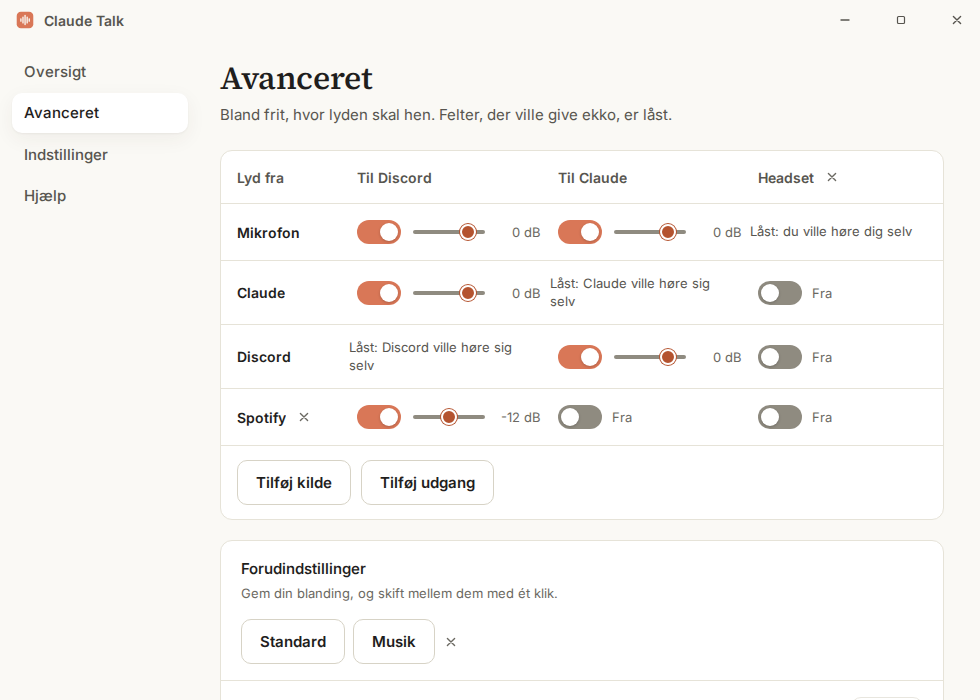 Claude Talk
Oversigt
Avanceret
Indstillinger
Hjælp
Avanceret
Bland frit, hvor lyden skal hen. Felter, der ville give ekko, er låst.
Lyd fra Til Discord Til Claude Headset
Mikrofon 0 dB 0 dB Låst: du ville høre dig selv
Claude 0 dB Låst: Claude ville høre sig
selv Fra
Discord Låst: Discord ville høre sig
selv 0 dB Fra
Spotify -12 dB Fra Fra
Tilføj kilde Tilføj udgang
Forudindstillinger
Gem din blanding, og skift mellem dem med ét klik.
Standard Musik